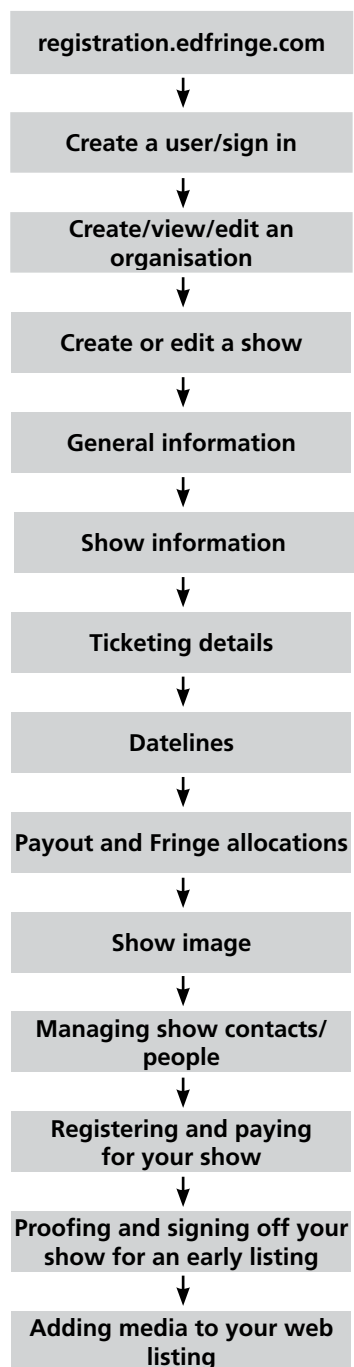 registration.edfringe.com
Create a user/sign in
Create/view/edit an
organisation
Create or edit a show
General information
Show information
Ticketing details
Datelines
Payout and Fringe allocations
Show image
Managing show contacts/
people
Registering and paying
for your show
Proofing and signing off your
show for an early listing
Adding media to your web
listing